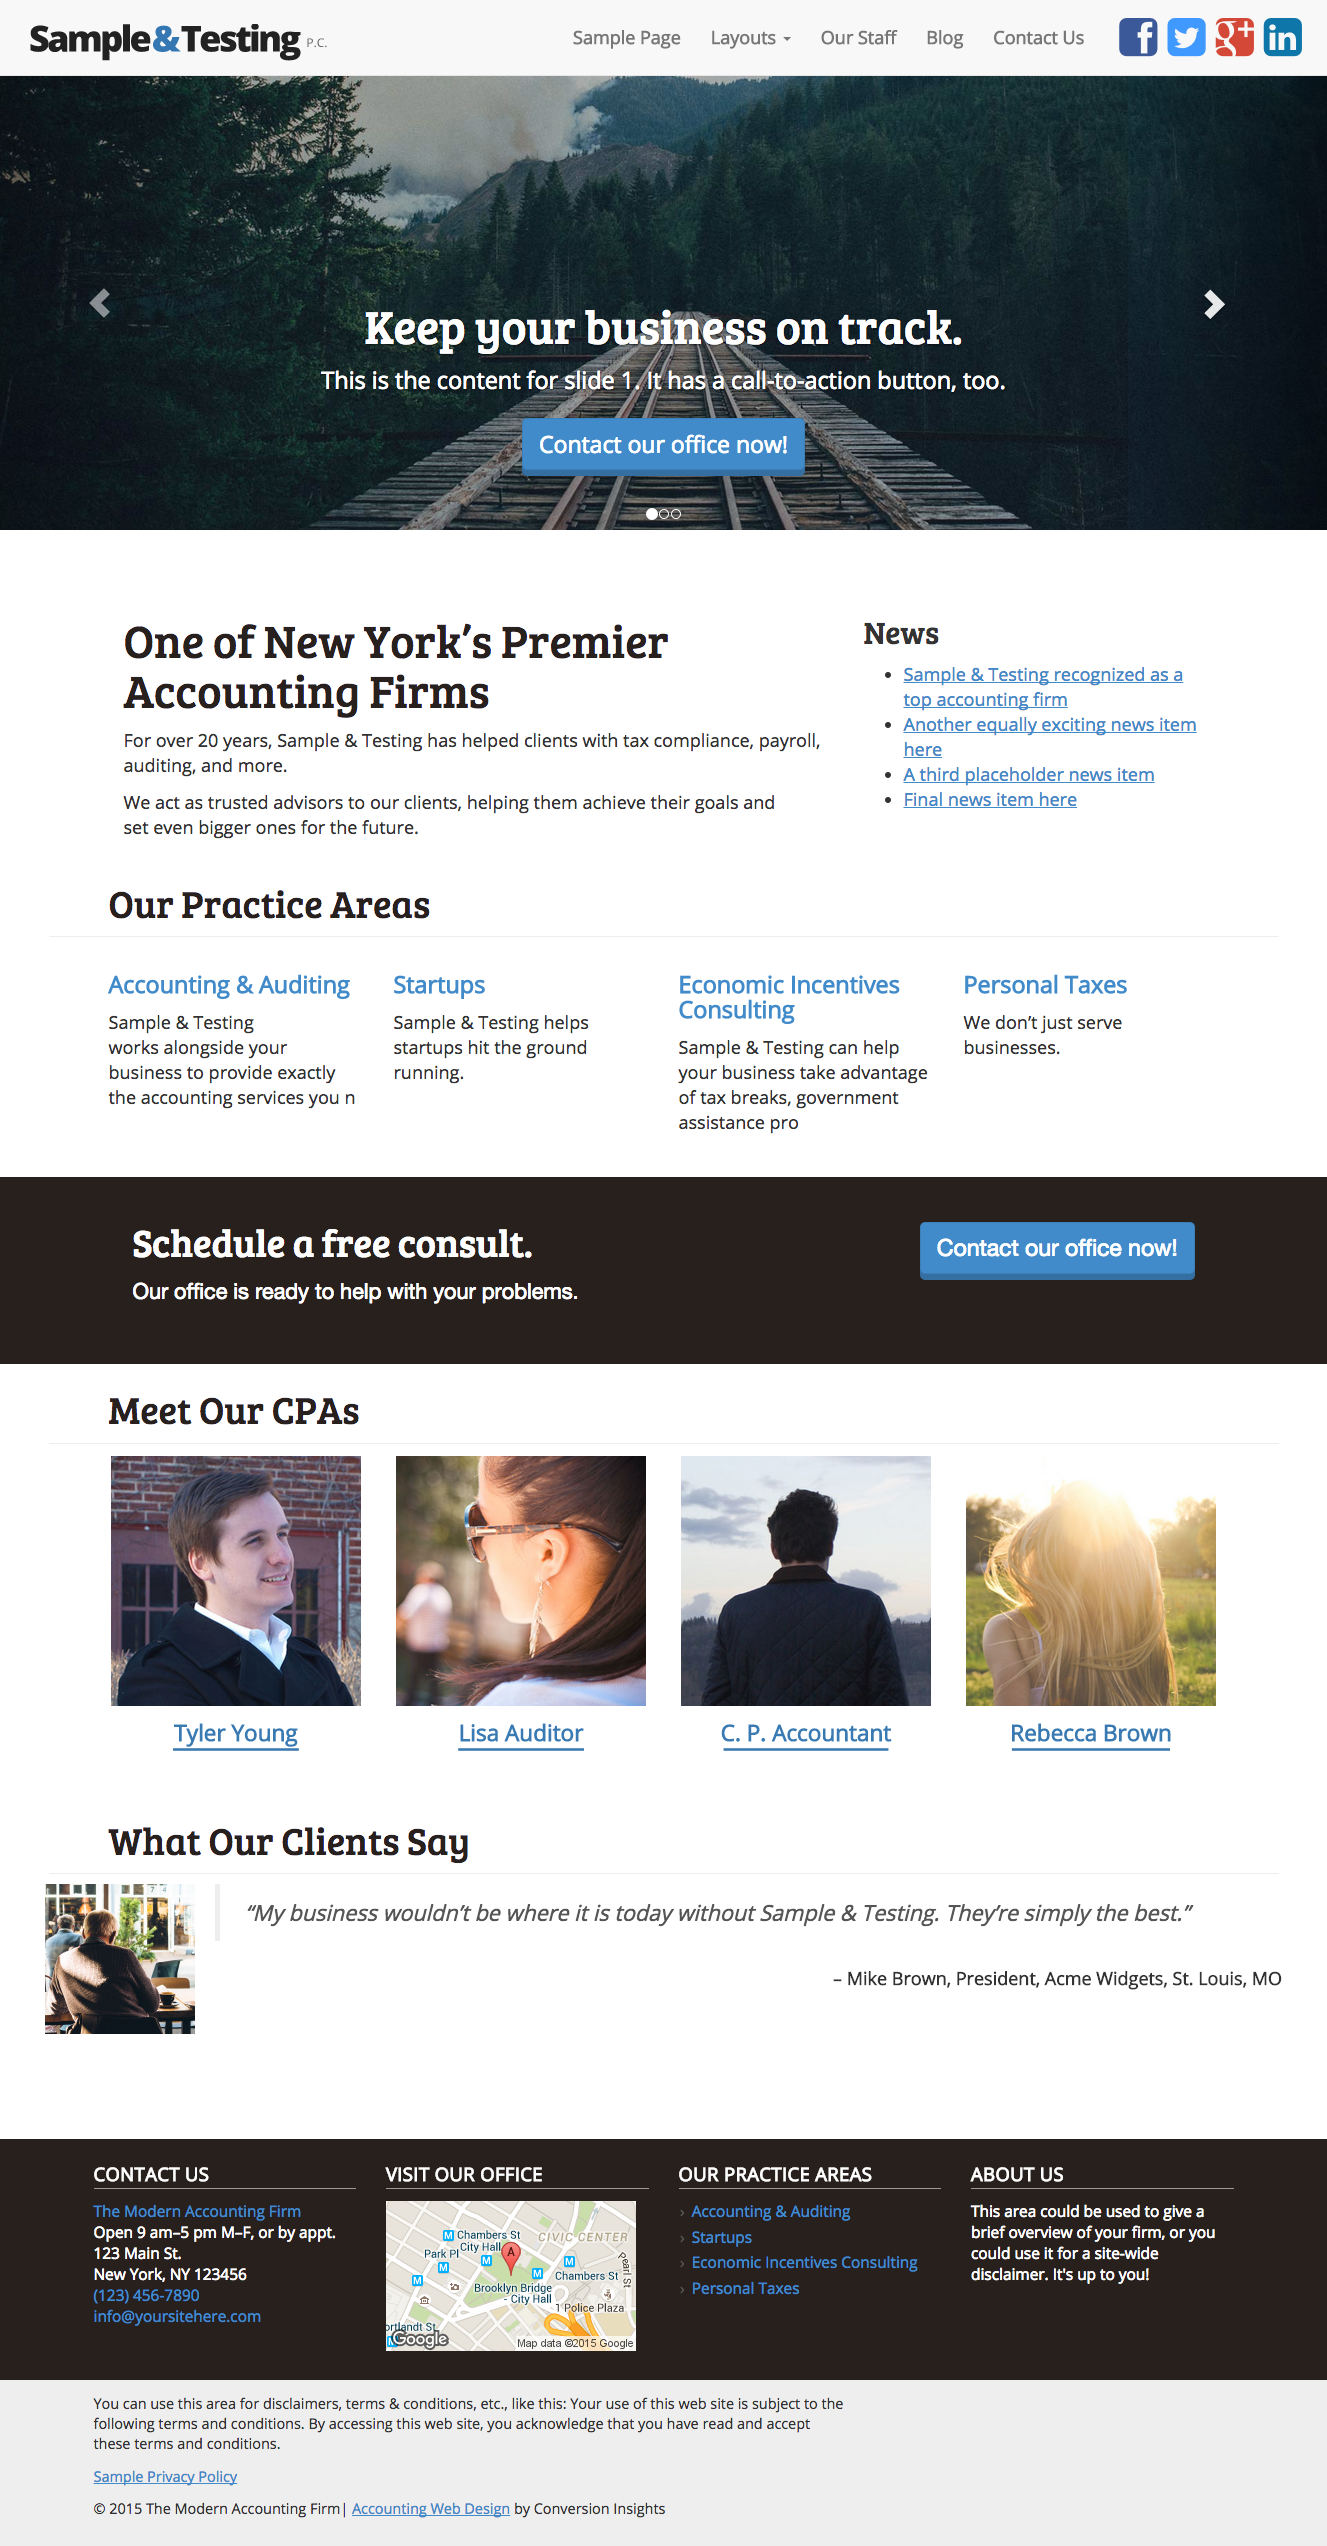 Sample&Testing P.C.
Sample Page Layouts Our Staff Blog Contact Us
Keep your business on track.
This is the content for slide 1. It has a call-to-action button, too.
Contact our office now!
One of New York’s Premier
Accounting Firms
For over 20 years, Sample & Testing has helped clients with tax compliance, payroll,
auditing, and more.
We act as trusted advisors to our clients, helping them achieve their goals and
set even bigger ones for the future.
News
Sample & Testing recognized as a
top accounting firm
Another equally exciting news item
here
A third placeholder news item
Final news item here
Our Practice Areas
Accounting & Auditing
Sample & Testing
works alongside your
business to provide exactly
the accounting services you n
Startups
Sample & Testing helps
startups hit the ground
running.
Economic Incentives
Consulting
Sample & Testing can help
your business take advantage
of tax breaks, government
assistance pro
Personal Taxes
We don’t just serve
businesses.
Schedule a free consult.
Our office is ready to help with your problems.
Contact our office now!
Meet Our CPAs
Tyler Young
Lisa Auditor
C. P. Accountant
Rebecca Brown
What Our Clients Say
“My business wouldn’t be where it is today without Sample & Testing. They’re simply the best.”
– Mike Brown, President, Acme Widgets, St. Louis, MO
CONTACT US
The Modern Accounting Firm
Open 9 am–5 pm M–F, or by appt.
123 Main St.
New York, NY 123456
(123) 456-7890
info@yoursitehere.com
VISIT OUR OFFICE
Chambers St
City Hall
CIVIC CENTER
Park Pl
Pearl St
Chambers St
Brooklyn Bridge
- City Hall
1 Police Plaza
ortlandt St
Google
Map data ©2015 Google
OUR PRACTICE AREAS
› Accounting & Auditing
› Startups
› Economic Incentives Consulting
› Personal Taxes
ABOUT US
This area could be used to give a
brief overview of your firm, or you
could use it for a site-wide
disclaimer. It's up to you!
You can use this area for disclaimers, terms & conditions, etc., like this: Your use of this web site is subject to the
following terms and conditions. By accessing this web site, you acknowledge that you have read and accept
these terms and conditions.
Sample Privacy Policy
© 2015 The Modern Accounting Firm| Accounting Web Design by Conversion Insights